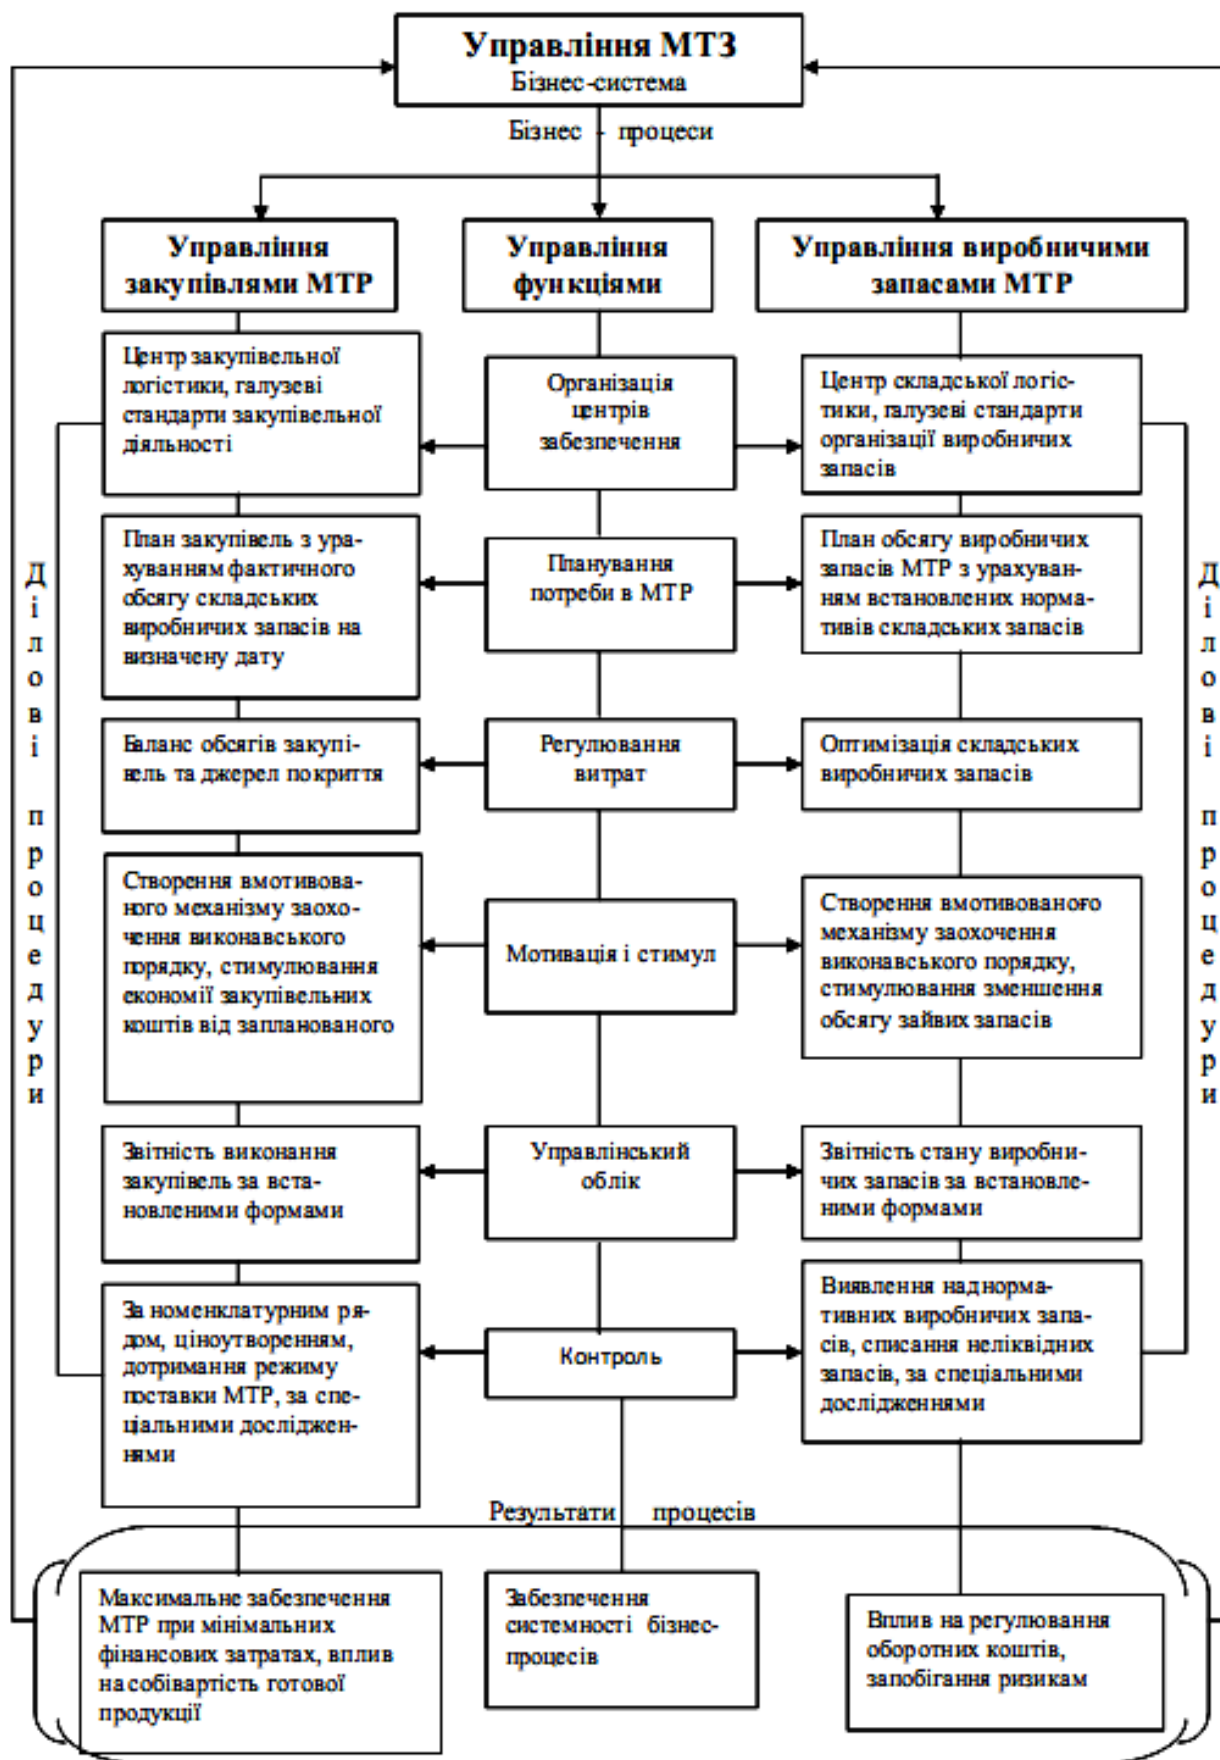 Управління МТЗ
Бізнес-система
Бізнес - процеси
Управління
закупівлями МТР
Управління
функціями
Управління виробничими
запасами МТР
Центр закупівельної
логістики, галузеві
стандарти закупівельної
діяльності
Організація
центрів
забезпечення
Центр складської логіс-
тики, галузеві стандарти
організації виробничих
запасів
План закупівель з ура-
хуванням фактичного
обсягу складських
виробничих запасів на
визначену дату
Планування
потреби в МТР
План обсягу виробничих
запасів МТР з урахуван-
ням встановлених норма-
тивів складських запасів
Баланс обсягів закупі-
вель та джерел покриття
Регулювання
витрат
Оптимізація складських
виробничих запасів
Створення вмотивова-
ного механізму заохо-
чення виконавського
порядку, стимулювання
економії закупівельних
коштів від запланованого
Мотивація і стимул
Створення вмотивованого
механізму заохочення
виконавського порядку,
стимулювання зменшення
обсягу зайвих запасів
Звітність виконання
закупівель за вста-
новленими формами
Управлінський
облік
Звітність стану виробни-
чих запасів за встановле-
ними формами
За номенклатурним ря-
дом, ціноутворенням,
дотримання режиму
поставки МТР, за спе-
ціальними досліджен-
нями
Контроль
Виявлення наднорма-
тивних виробничих запа-
сів, списання неліквідних
запасів, за спеціальними
дослідженнями
Ділові процедури
Ділові процедури
Результати процесів
Максимальне забезпечення
МТР при мінімальних
фінансових затратах, вплив
на собівартість готової
продукції
Забезпечення
системності бізнес-
процесів
Вплив на регулювання
оборотних коштів,
запобігання ризикам